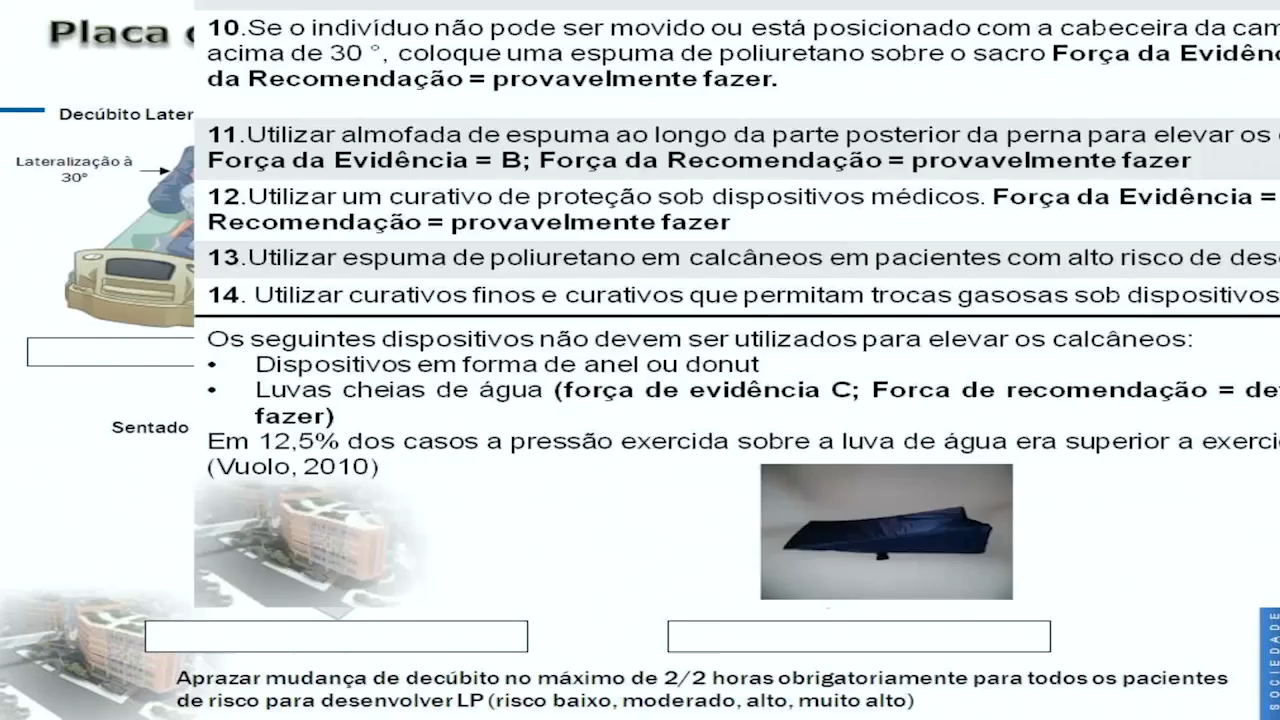 Placa
10.Se o indivíduo não pode ser movido ou está posicionado com a cabeceira da
acima de 30 °, coloque uma espuma de poliuretano sobre o sacro Força da
da Recomendação = provavelmente fazer.
Decúbito
11.Utilizar almofada de espuma ao longo da parte posterior da perna para elevar os
Força da Evidência = B; Força da Recomendação = provavelmente fazer
Lateralização à
30°
12.Utilizar um curativo de proteção sob dispositivos médicos. Força da Evidência =
Recomendação = provavelmente fazer
13.Utilizar espuma de poliuretano em calcâneos em pacientes com alto risco de
14. Utilizar curativos finos e curativos que permitam trocas gasosas sob dispositivos
Os seguintes dispositivos não devem ser utilizados para elevar os calcâneos:
• Dispositivos em forma de anel ou donut
• Luvas cheias de água (força de evidência C; Forca de recomendação =
fazer)
Sentado
Em 12,5% dos casos a pressão exercida sobre a luva de água era superior a
(Vuolo, 2010)
Aprazar mudança de decúbito no máximo de 2/2 horas obrigatoriamente para todos os pacientes
de risco para desenvolver LP (risco baixo, moderado, alto, muito alto)
SOCIEDADE